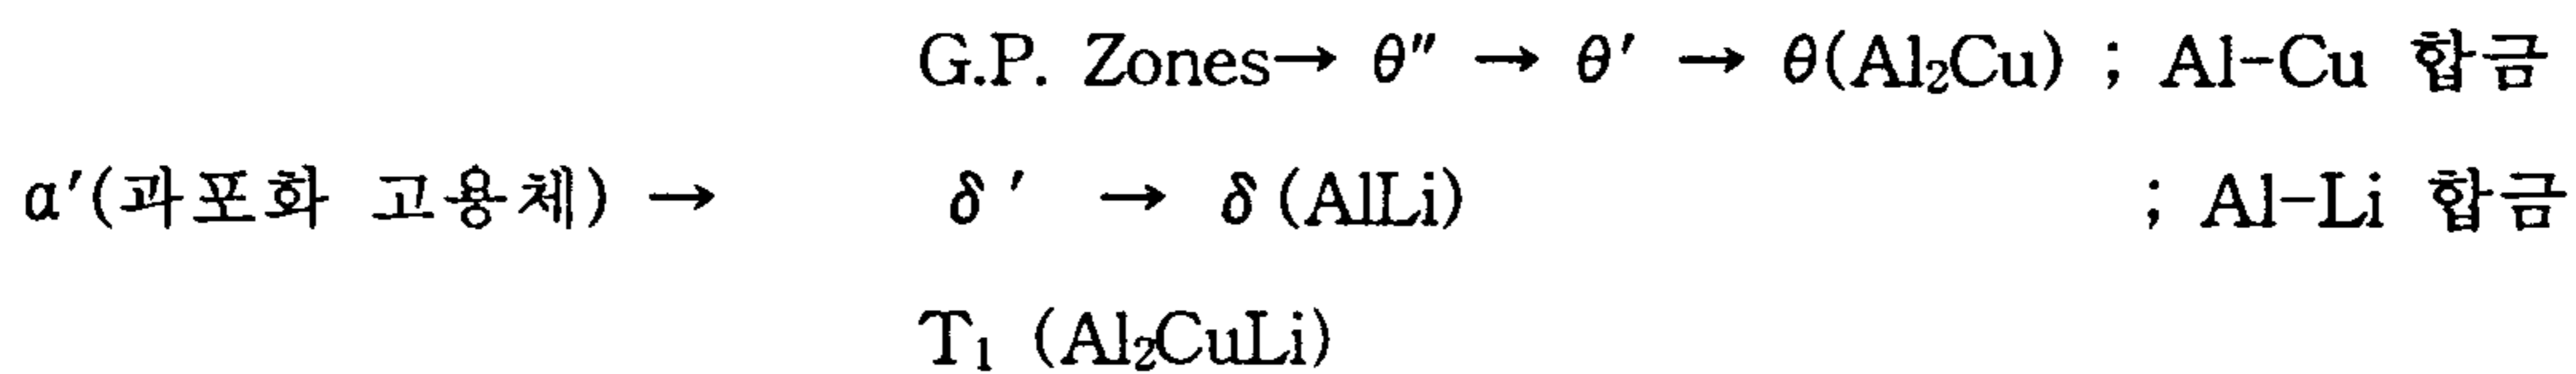 G.P. Zones→ θ″ → θ′ → θ(Al₂Cu) ; Al-Cu 합금
α′(과포화 고용체) → δ′ → δ(AlLi) ; Al-Li 합금
T₁ (Al₂CuLi)